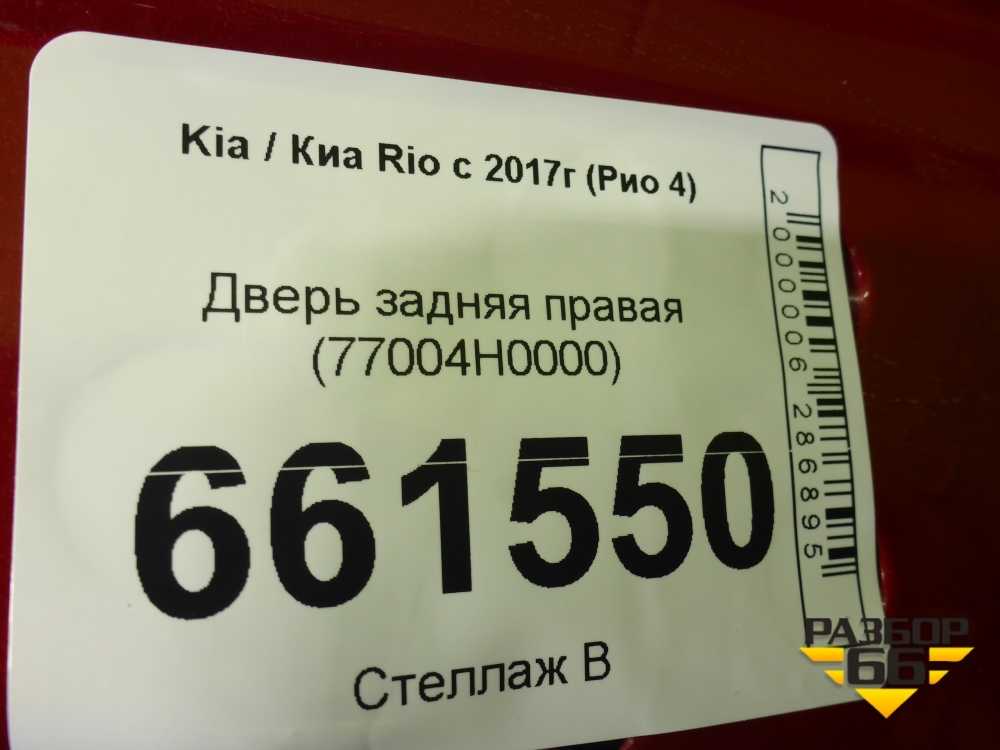 Kia / Киа Rio с 2017г (Рио 4)
Дверь задняя правая
(77004H0000)
661550
Стеллаж В
2000006286895
РАЗБОР
66